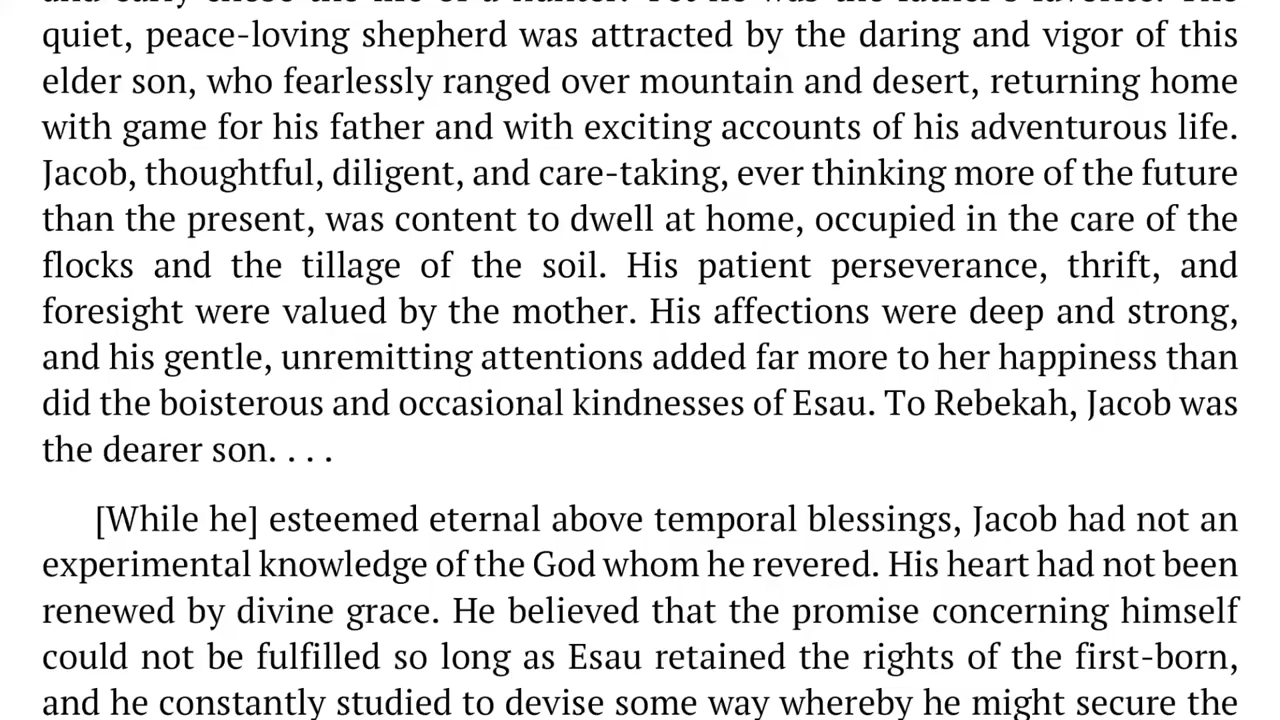 quiet, peace-loving shepherd was attracted by the daring and vigor of this
elder son, who fearlessly ranged over mountain and desert, returning home
with game for his father and with exciting accounts of his adventurous life.
Jacob, thoughtful, diligent, and care-taking, ever thinking more of the future
than the present, was content to dwell at home, occupied in the care of the
flocks and the tillage of the soil. His patient perseverance, thrift, and
foresight were valued by the mother. His affections were deep and strong,
and his gentle, unremitting attentions added far more to her happiness than
did the boisterous and occasional kindnesses of Esau. To Rebekah, Jacob was
the dearer son. . . .
[While he] esteemed eternal above temporal blessings, Jacob had not an
experimental knowledge of the God whom he revered. His heart had not been
renewed by divine grace. He believed that the promise concerning himself
could not be fulfilled so long as Esau retained the rights of the first-born,
and he constantly studied to devise some way whereby he might secure the